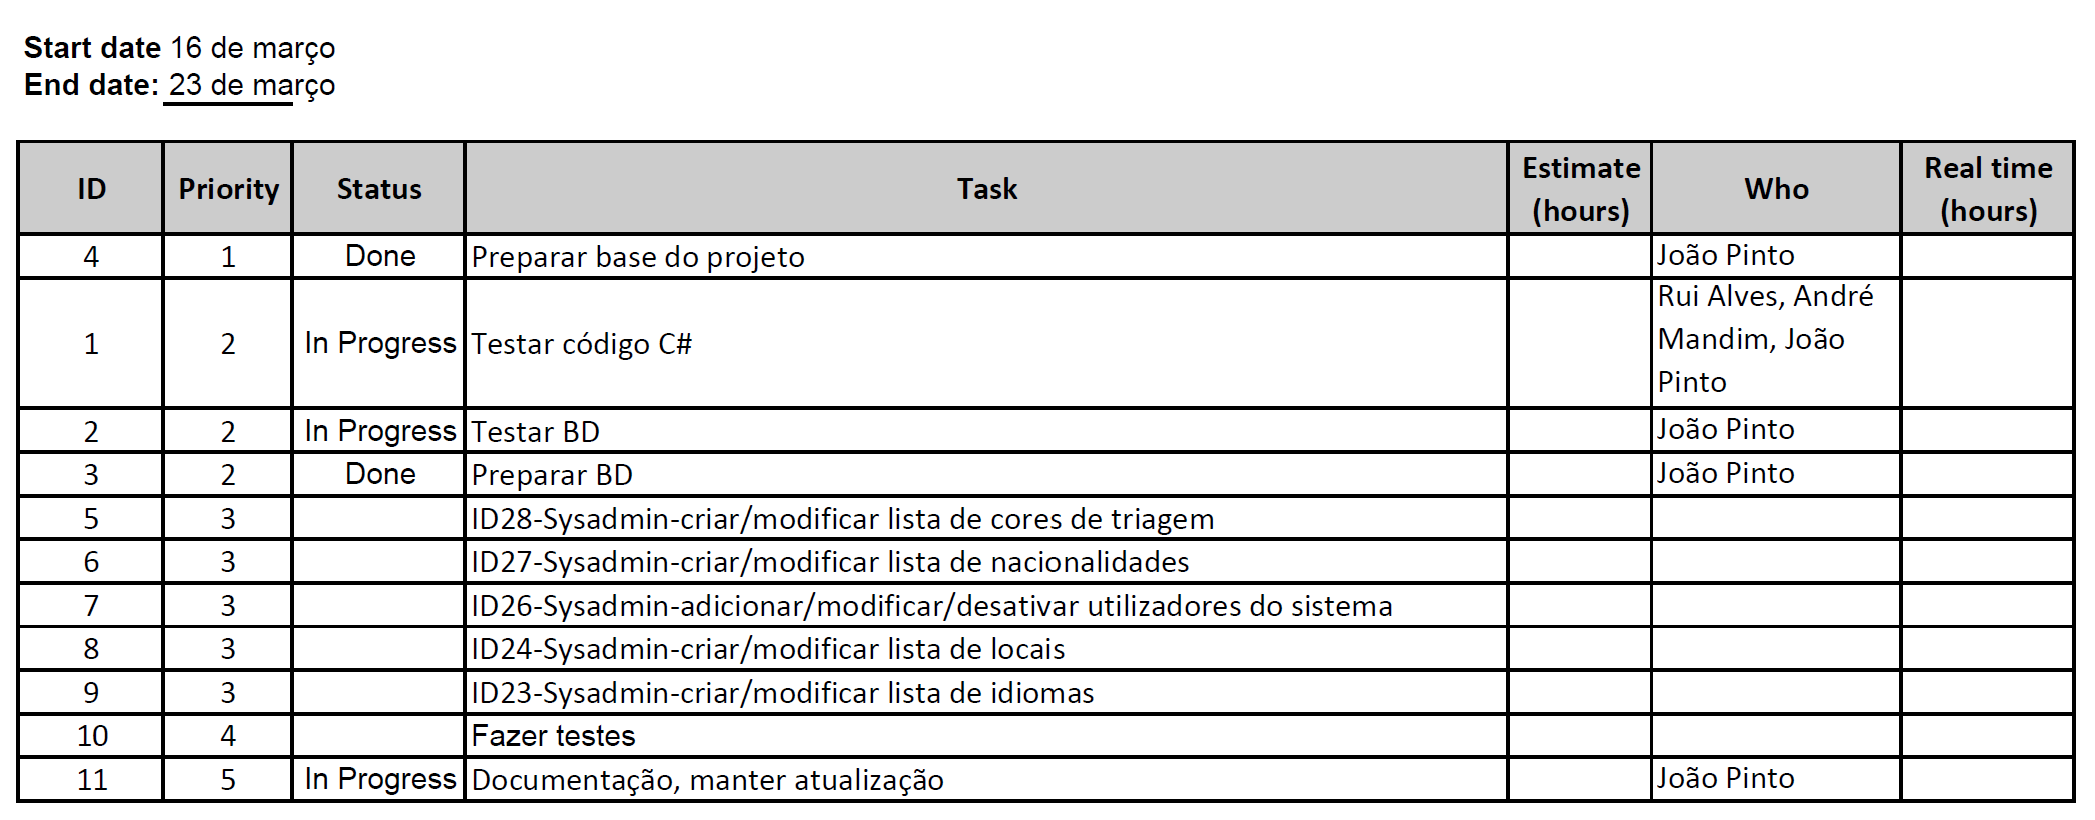 Start date 16 de março
End date: 23 de março
ID Priority Status Task Estimate (hours) Who Real time (hours)
4 1 Done Preparar base do projeto João Pinto
1 2 In Progress Testar código C# Rui Alves, André Mandim, João Pinto
2 2 In Progress Testar BD João Pinto
3 2 Done Preparar BD João Pinto
5 3 ID28-Sysadmin-criar/modificar lista de cores de triagem
6 3 ID27-Sysadmin-criar/modificar lista de nacionalidades
7 3 ID26-Sysadmin-adicionar/modificar/desativar utilizadores do sistema
8 3 ID24-Sysadmin-criar/modificar lista de locais
9 3 ID23-Sysadmin-criar/modificar lista de idiomas
10 4 Fazer testes
11 5 In Progress Documentação, manter atualização João Pinto